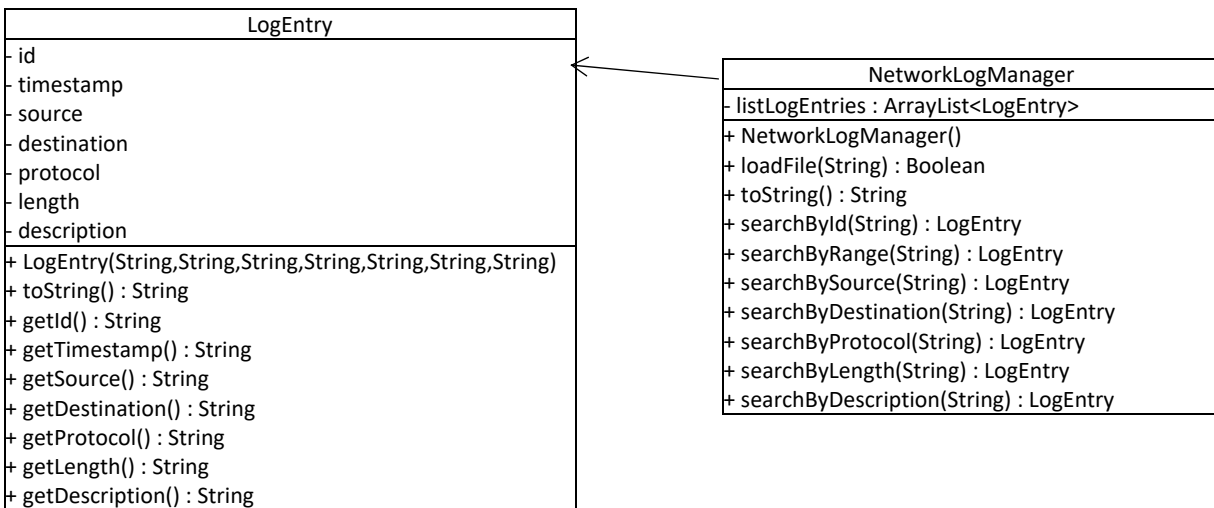 LogEntry
- id
- timestamp
- source
- destination
- protocol
- length
- description
+ LogEntry(String,String,String,String,String,String,String)
+ toString() : String
+ getId() : String
+ getTimestamp() : String
+ getSource() : String
+ getDestination() : String
+ getProtocol() : String
+ getLength() : String
+ getDescription() : String
NetworkLogManager
- listLogEntries : ArrayList<LogEntry>
+ NetworkLogManager()
+ loadFile(String) : Boolean
+ toString() : String
+ searchById(String) : LogEntry
+ searchByRange(String) : LogEntry
+ searchBySource(String) : LogEntry
+ searchByDestination(String) : LogEntry
+ searchByProtocol(String) : LogEntry
+ searchByLength(String) : LogEntry
+ searchByDescription(String) : LogEntry